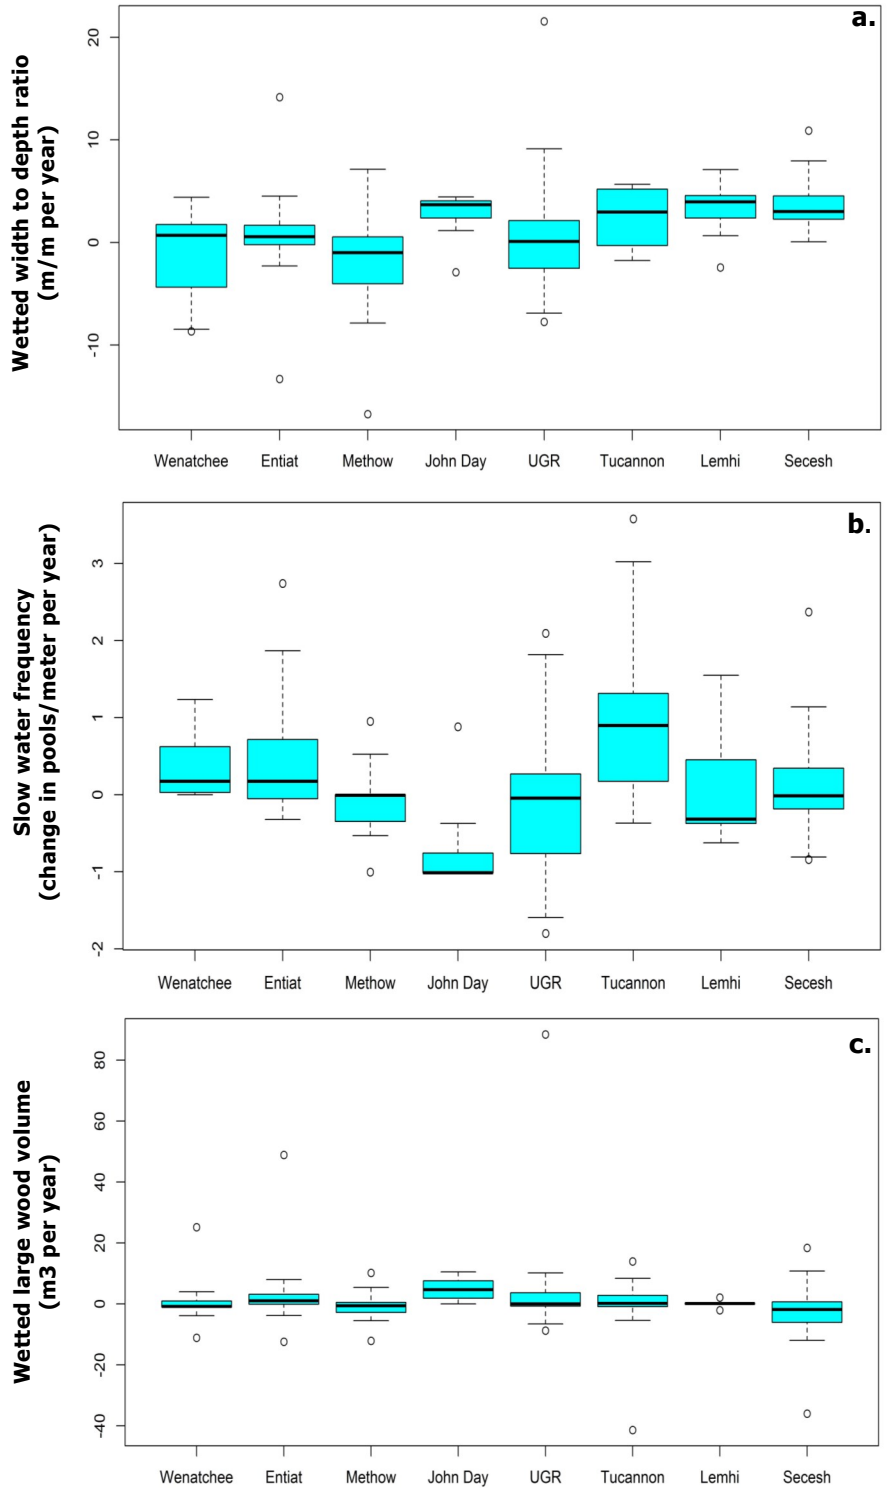 a.
Wetted width to depth ratio
(m/m per year)
20
10
0
-10
Wenatchee Entiat Methow John Day UGR Tucannon Lemhi Secesh
b.
Slow water frequency
(change in pools/meter per year)
3
2
1
0
-1
-2
Wenatchee Entiat Methow John Day UGR Tucannon Lemhi Secesh
c.
Wetted large wood volume
(m3 per year)
80
60
40
20
0
-20
-40
Wenatchee Entiat Methow John Day UGR Tucannon Lemhi Secesh